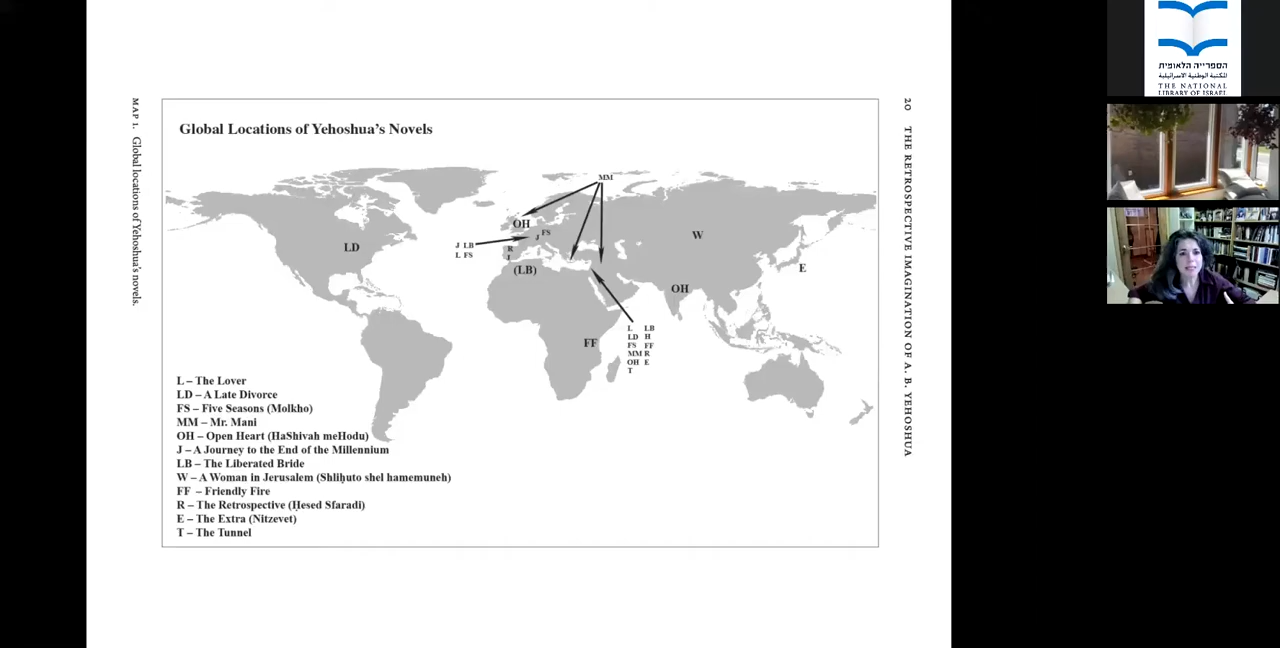 MAP 1. Global locations of Yehoshua's novels.
Global Locations of Yehoshua's Novels
MM
OH
FS
J
J LB
L FS
R
J
(LB)
LD
W
E
OH
FF
L LB
LD H
FS FF
MM R
OH E
T
L – The Lover
LD – A Late Divorce
FS – Five Seasons (Molkho)
MM – Mr. Mani
OH – Open Heart (HaShivah meHodu)
J – A Journey to the End of the Millennium
LB – The Liberated Bride
W – A Woman in Jerusalem (Shliḥuto shel hamemuneh)
FF – Friendly Fire
R – The Retrospective (Ḥesed Sfaradi)
E – The Extra (Nitzevet)
T – The Tunnel
20 THE RETROSPECTIVE IMAGINATION OF A. B. YEHOSHUA
הספרייה הלאומית
المكتبة الوطنية الاسرائيلية
THE NATIONAL
LIBRARY OF ISRAEL